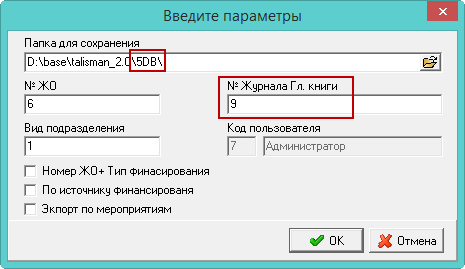 Введите параметры
Папка для сохранения
D:\base\talisman_2.0\5DB\
№ ЖО
№ Журнала Гл. книги
6
9
Вид подразделения
Код пользователя
1
7
Администратор
Номер ЖО+ Тип финасирования
По источнику финансированя
Экпорт по мероприятиям
OK
Отмена